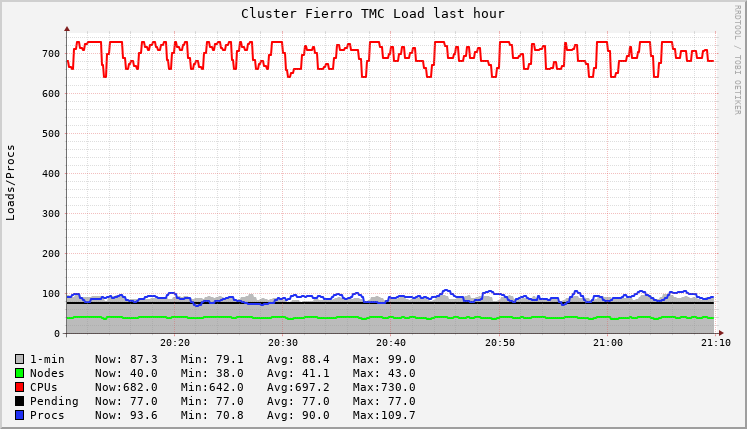 Cluster Fierro TMC Load last hour
RRDTOOL / TOBI OETIKER
Loads/Procs
700
600
500
400
300
200
100
0
20:20 20:30 20:40 20:50 21:00 21:10
1-min Now: 87.3 Min: 79.1 Avg: 88.4 Max: 99.0
Nodes Now: 40.0 Min: 38.0 Avg: 41.1 Max: 43.0
CPUs Now:682.0 Min:642.0 Avg:697.2 Max:730.0
Pending Now: 77.0 Min: 77.0 Avg: 77.0 Max: 77.0
Procs Now: 93.6 Min: 70.8 Avg: 90.0 Max:109.7